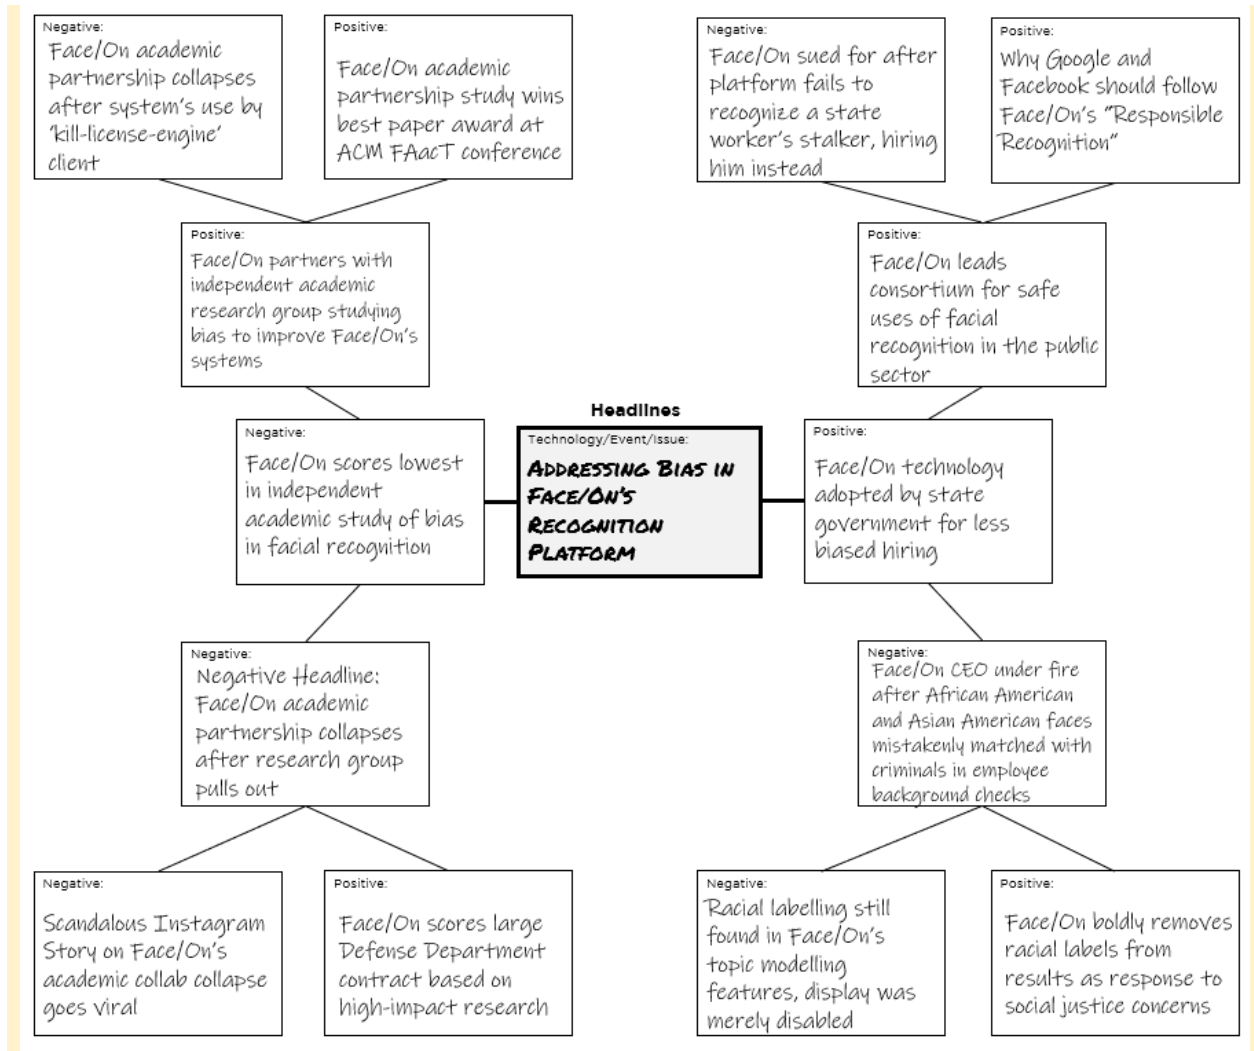 Negative:
Face/On academic
partnership collapses
after system's use by
'kill-license-engine'
client
Positive:
Face/On academic
partnership study wins
best paper award at
ACM FAacT conference
Negative:
Face/On sued for after
platform fails to
recognize a state
worker's stalker, hiring
him instead
Positive:
Why Google and
Facebook should follow
Face/On's "Responsible
Recognition"
Positive:
Face/On partners with
independent academic
research group studying
bias to improve Face/On's
systems
Positive:
Face/On leads
consortium for safe
uses of facial
recognition in the public
sector
Negative:
Face/On scores lowest
in independent
academic study of bias
in facial recognition
Headlines
Technology/Event/Issue:
Addressing Bias in
Face/On's
Recognition
Platform
Positive:
Face/On technology
adopted by state
government for less
biased hiring
Negative:
Negative Headline:
Face/On academic
partnership collapses
after research group
pulls out
Negative:
Face/On CEO under fire
after African American
and Asian American faces
mistakenly matched with
criminals in employee
background checks
Negative:
Scandalous Instagram
Story on Face/On's
academic collab collapse
goes viral
Positive:
Face/On scores large
Defense Department
contract based on
high-impact research
Negative:
Racial labelling still
found in Face/On's
topic modelling
features, display was
merely disabled
Positive:
Face/On boldly removes
racial labels from
results as response to
social justice concerns